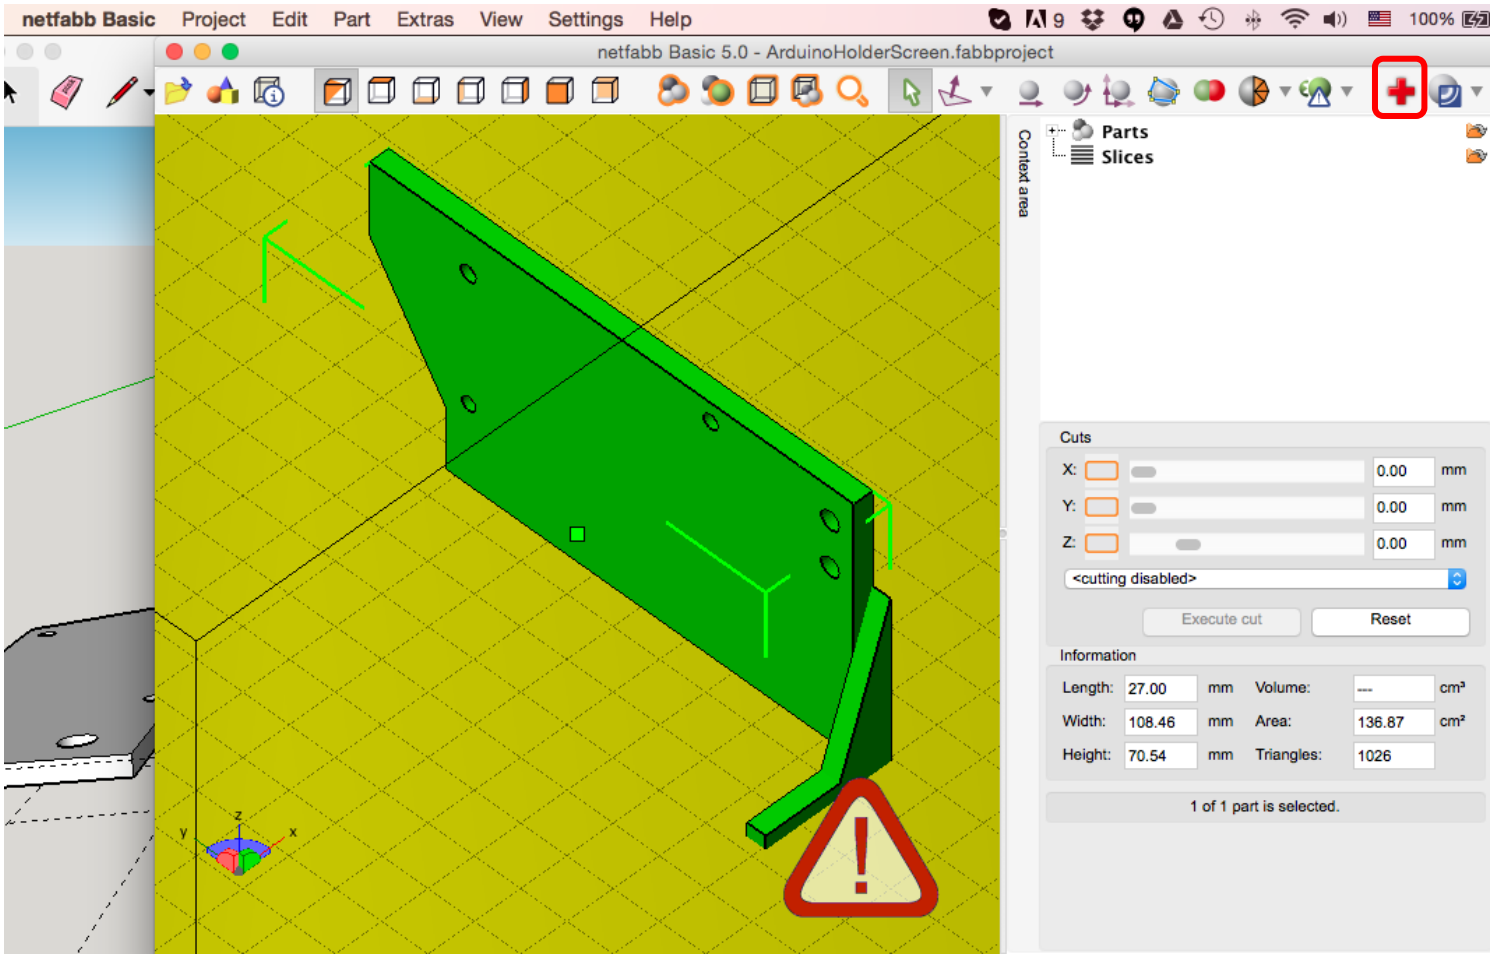 netfabb Basic Project Edit Part Extras View Settings Help 9 100%
netfabb Basic 5.0 - ArduinoHolderScreen.fabbproject
Context area
Parts
Slices
Cuts
X: 0.00 mm
Y: 0.00 mm
Z: 0.00 mm
<cutting disabled>
Execute cut Reset
Information
Length: 27.00 mm Volume: --- cm³
Width: 108.46 mm Area: 136.87 cm²
Height: 70.54 mm Triangles: 1026
1 of 1 part is selected.
z
y x